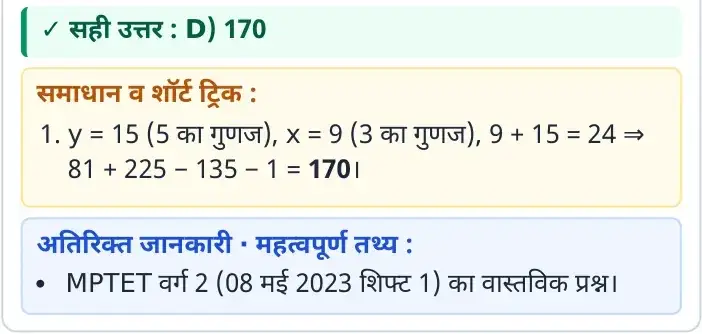 ✓ सही उत्तर : D) 170
समाधान व शॉर्ट ट्रिक :
1. y = 15 (5 का गुणज), x = 9 (3 का गुणज), 9 + 15 = 24 ⇒
81 + 225 − 135 − 1 = 170।
अतिरिक्त जानकारी · महत्वपूर्ण तथ्य :
• MPTET वर्ग 2 (08 मई 2023 शिफ्ट 1) का वास्तविक प्रश्न।